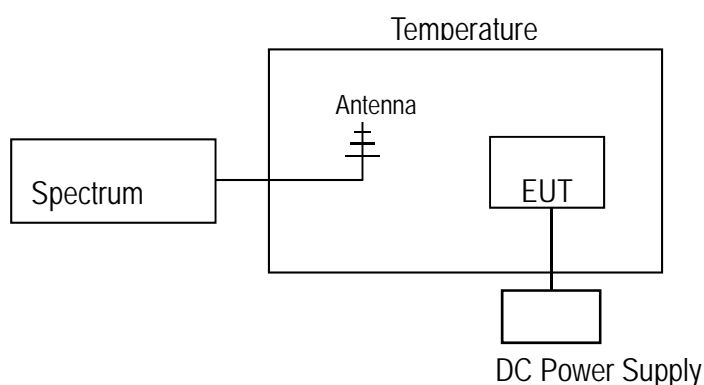 Temperature
Antenna
Spectrum
EUT
DC Power Supply